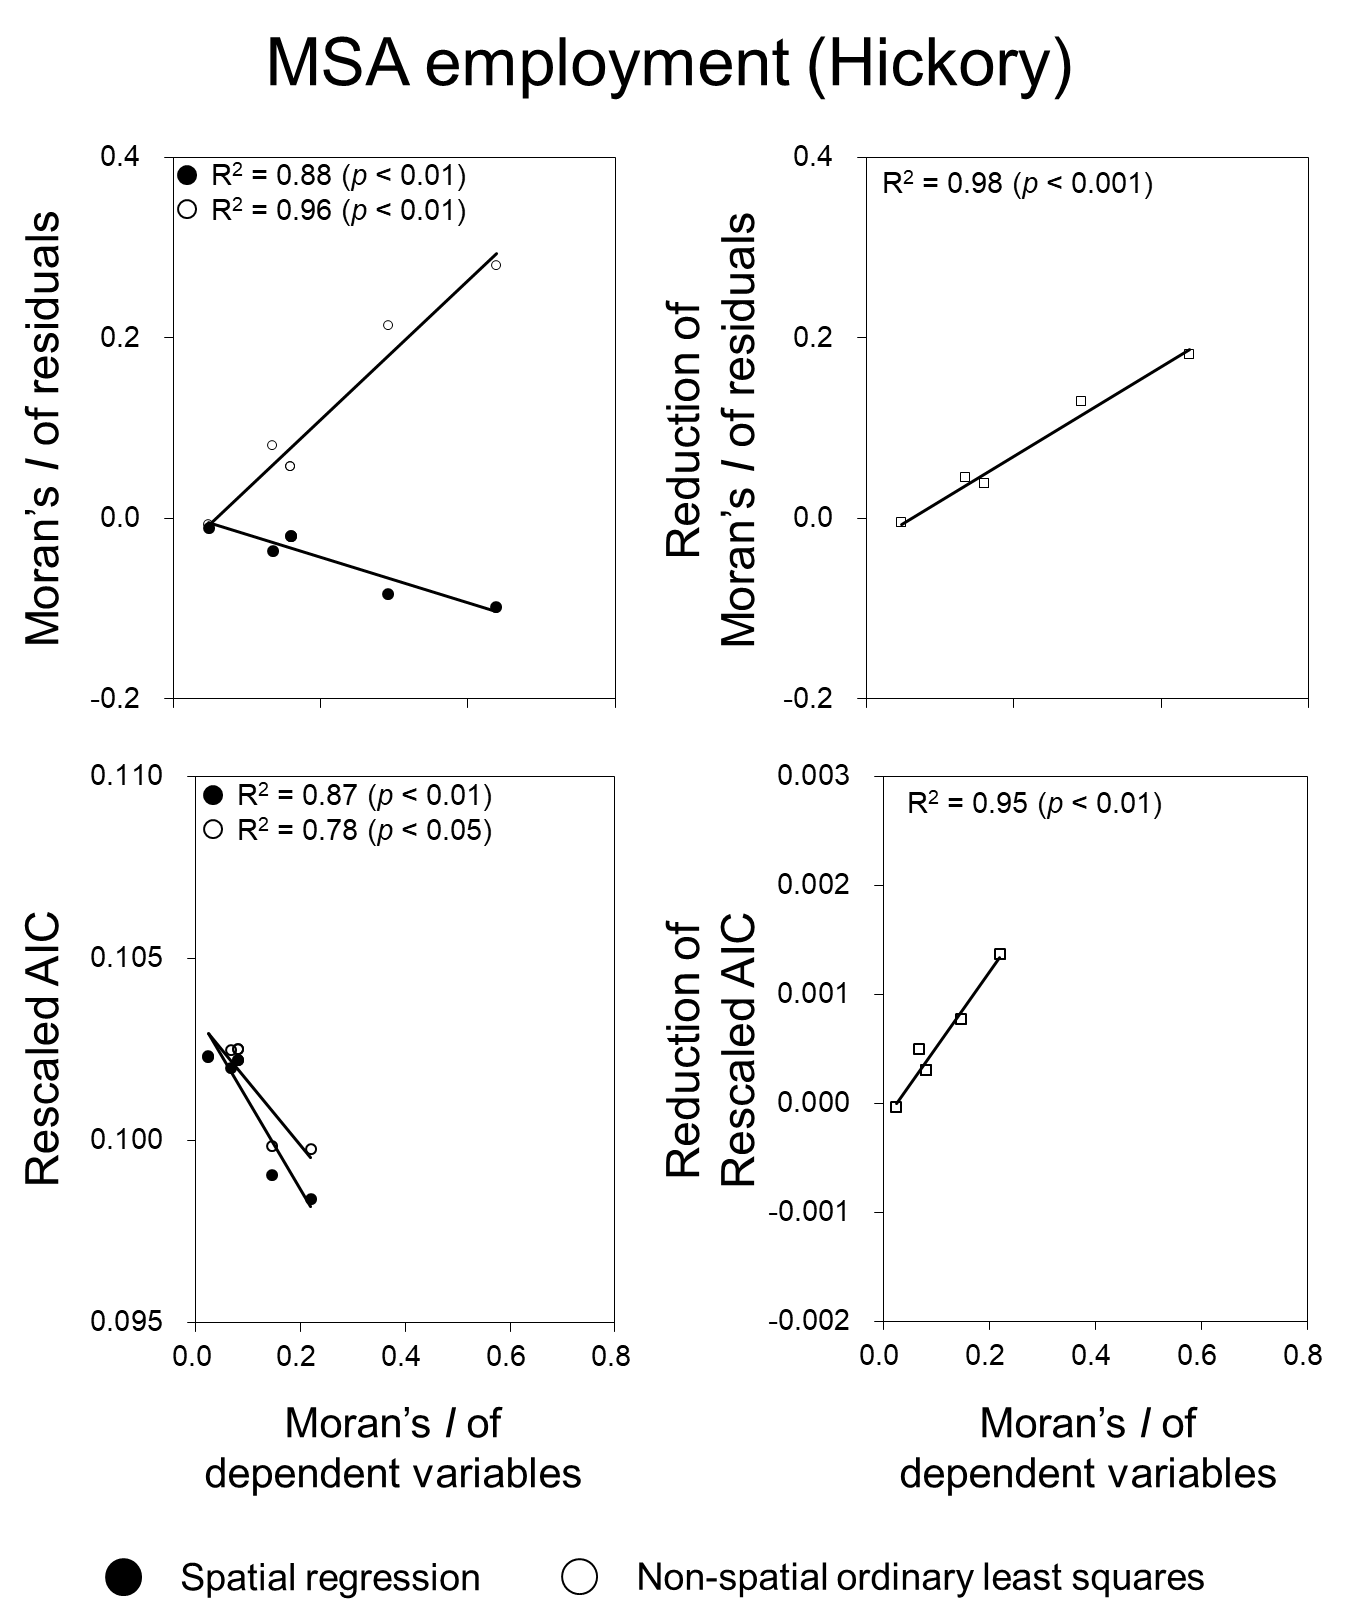 MSA employment (Hickory)
Moran's I of residuals
0.4
0.2
0.0
-0.2
R² = 0.88 (p < 0.01)
R² = 0.96 (p < 0.01)
Reduction of
Moran's I of residuals
0.4
0.2
0.0
-0.2
R² = 0.98 (p < 0.001)
Rescaled AIC
0.110
0.105
0.100
0.095
R² = 0.87 (p < 0.01)
R² = 0.78 (p < 0.05)
0.0 0.2 0.4 0.6 0.8
Moran's I of
dependent variables
Reduction of
Rescaled AIC
0.003
0.002
0.001
0.000
-0.001
-0.002
R² = 0.95 (p < 0.01)
0.0 0.2 0.4 0.6 0.8
Moran's I of
dependent variables
Spatial regression Non-spatial ordinary least squares